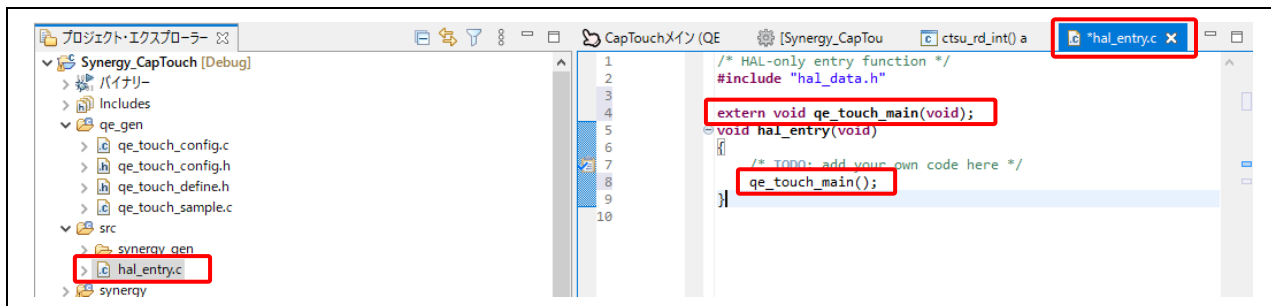 プロジェクト・エクスプローラー
Synergy_CapTouch [Debug]
バイナリー
Includes
qe_gen
qe_touch_config.c
qe_touch_config.h
qe_touch_define.h
qe_touch_sample.c
src
synergy_gen
hal_entry.c
synergy
CapTouchメイン (QE
[Synergy_CapTou
ctsu_rd_int() a
*hal_entry.c
1 /* HAL-only entry function */
2 #include "hal_data.h"
3
4 extern void qe_touch_main(void);
5 void hal_entry(void)
6 {
7 /* TODO: add your own code here */
8 qe_touch_main();
9 }
10